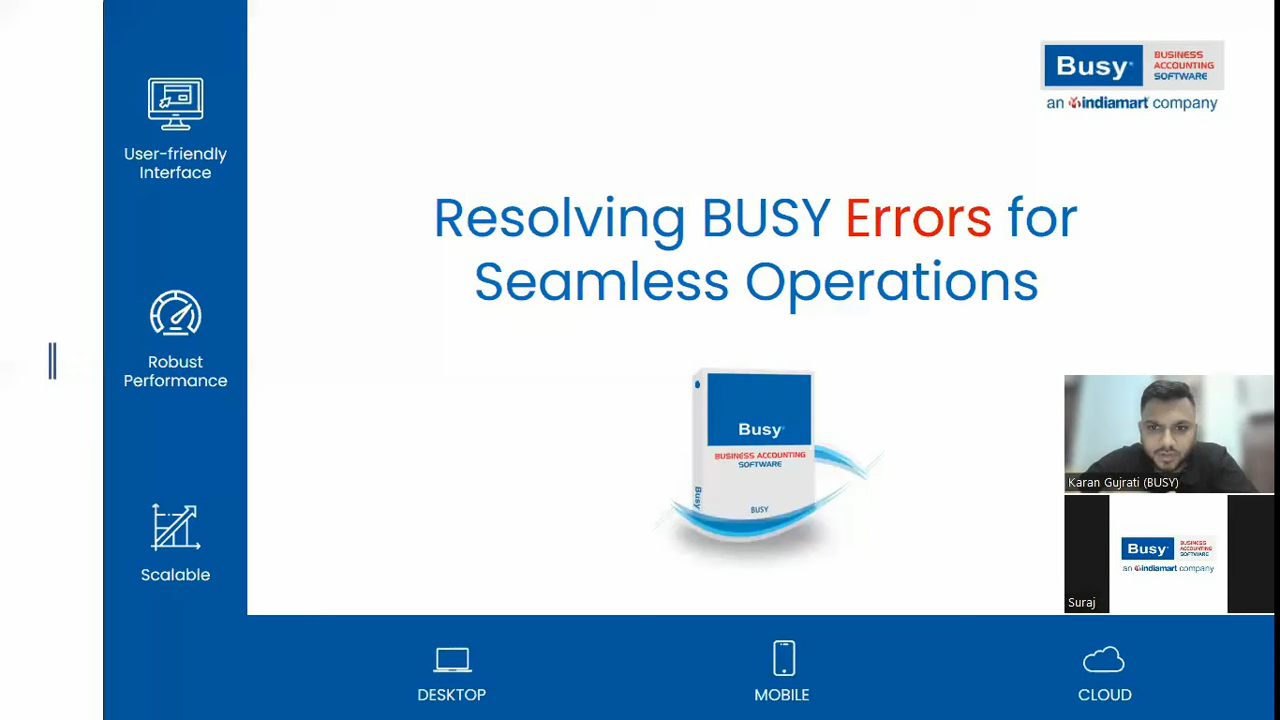 User-friendly
Interface
Robust
Performance
Scalable
Busy
BUSINESS
ACCOUNTING
SOFTWARE
an indiamart company
Resolving BUSY Errors for
Seamless Operations
Busy
BUSINESS ACCOUNTING
SOFTWARE
Busy
BUSY
Karan Gujrati (BUSY)
Busy
BUSINESS
ACCOUNTING
SOFTWARE
an indiamart company
Suraj
DESKTOP
MOBILE
CLOUD